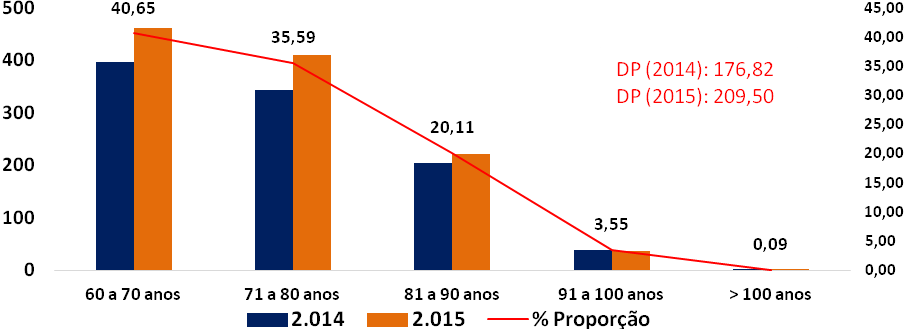 500
400
300
200
100
0
45,00
40,00
35,00
30,00
25,00
20,00
15,00
10,00
5,00
0,00
40,65
35,59
20,11
3,55
0,09
DP (2014): 176,82
DP (2015): 209,50
60 a 70 anos
71 a 80 anos
81 a 90 anos
91 a 100 anos
> 100 anos
2.014
2.015
% Proporção